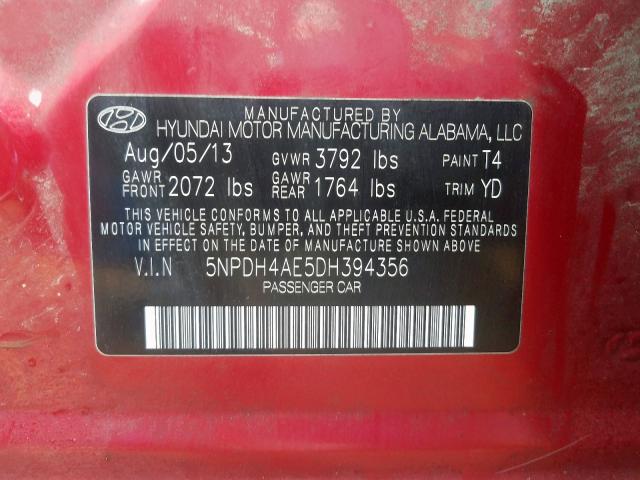 MANUFACTURED BY
HYUNDAI MOTOR MANUFACTURING ALABAMA, LLC
Aug/05/13 GVWR 3792 lbs PAINT T4
GAWR FRONT 2072 lbs GAWR REAR 1764 lbs TRIM YD
THIS VEHICLE CONFORMS TO ALL APPLICABLE U.S.A. FEDERAL
MOTOR VEHICLE SAFETY, BUMPER, AND THEFT PREVENTION STANDARDS
IN EFFECT ON THE DATE OF MANUFACTURE SHOWN ABOVE.
V.I.N 5NPDH4AE5DH394356
PASSENGER CAR